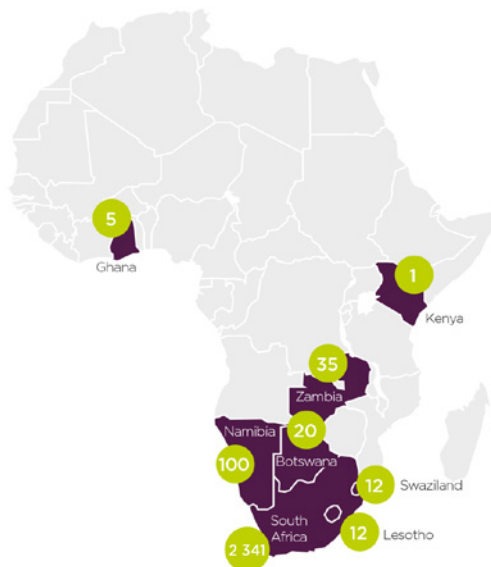 5
Ghana
1
Kenya
35
Zambia
Namibia
20
100
Botswana
12
Swaziland
South
Africa
12
Lesotho
2 341